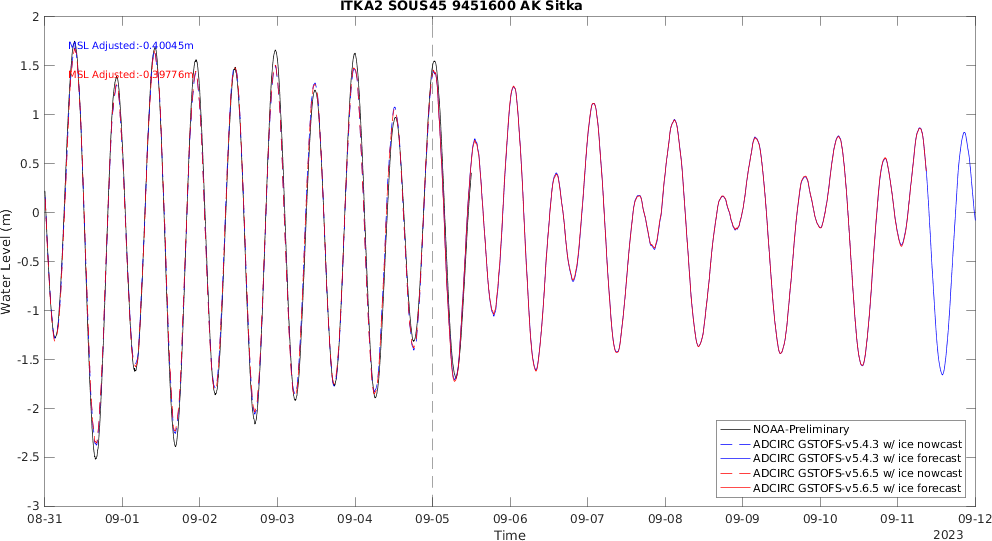 ITKA2 SOUS45 9451600 AK Sitka
MSL Adjusted:-0.40045m
MSL Adjusted:-0.39776m
Water Level (m)
2
1.5
1
0.5
0
-0.5
-1
-1.5
-2
-2.5
-3
NOAA-Preliminary
ADCIRC GSTOFS-v5.4.3 w/ ice nowcast
ADCIRC GSTOFS-v5.4.3 w/ ice forecast
ADCIRC GSTOFS-v5.6.5 w/ ice nowcast
ADCIRC GSTOFS-v5.6.5 w/ ice forecast
08-31 09-01 09-02 09-03 09-04 09-05 09-06 09-07 09-08 09-09 09-10 09-11 09-12
Time
2023